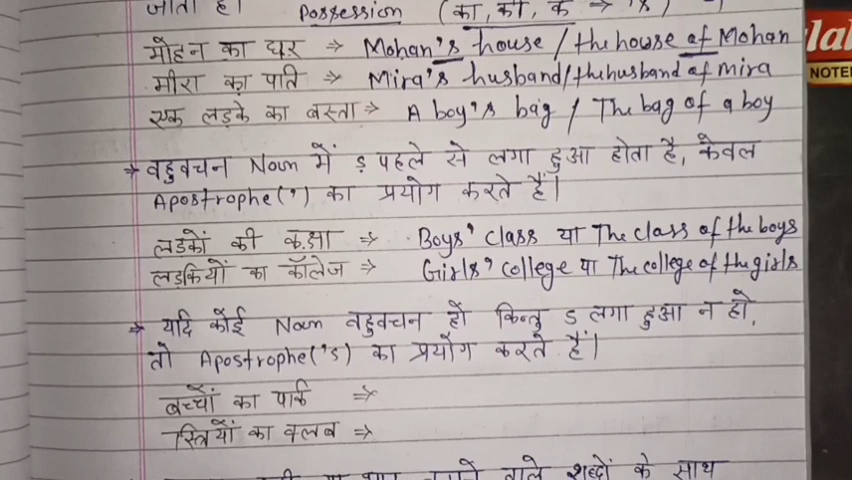 जाता है। Possession (का, की, के ⇒ 's)
मोहन का घर ⇒ Mohan's house / the house of Mohan
मीरा का पति ⇒ Mira's husband/the husband of mira
एक लड़के का बस्ता ⇒ A boy's bag / The bag of a boy
→ बहुवचन Noun में s पहले से लगा हुआ होता है, केवल
Apostrophe(') का प्रयोग करते हैं।
लडकों की कक्षा ⇒ Boys' class या The class of the boys
लड़कियों का कॉलेज ⇒ Girls' college या The college of the girls
→ यदि कोई Noun बहुवचन हो किन्तु s लगा हुआ न हो,
तो Apostrophe('s) का प्रयोग करते हैं।
बच्चों का पार्क ⇒
स्त्रियों का क्लब ⇒
वाले शब्दों के साथ
NOTE